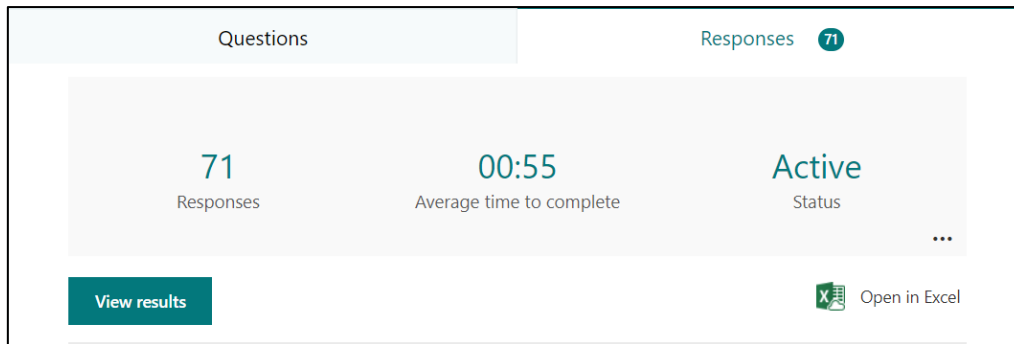 Questions
Responses 71
71
Responses
00:55
Average time to complete
Active
Status
...
View results
Open in Excel